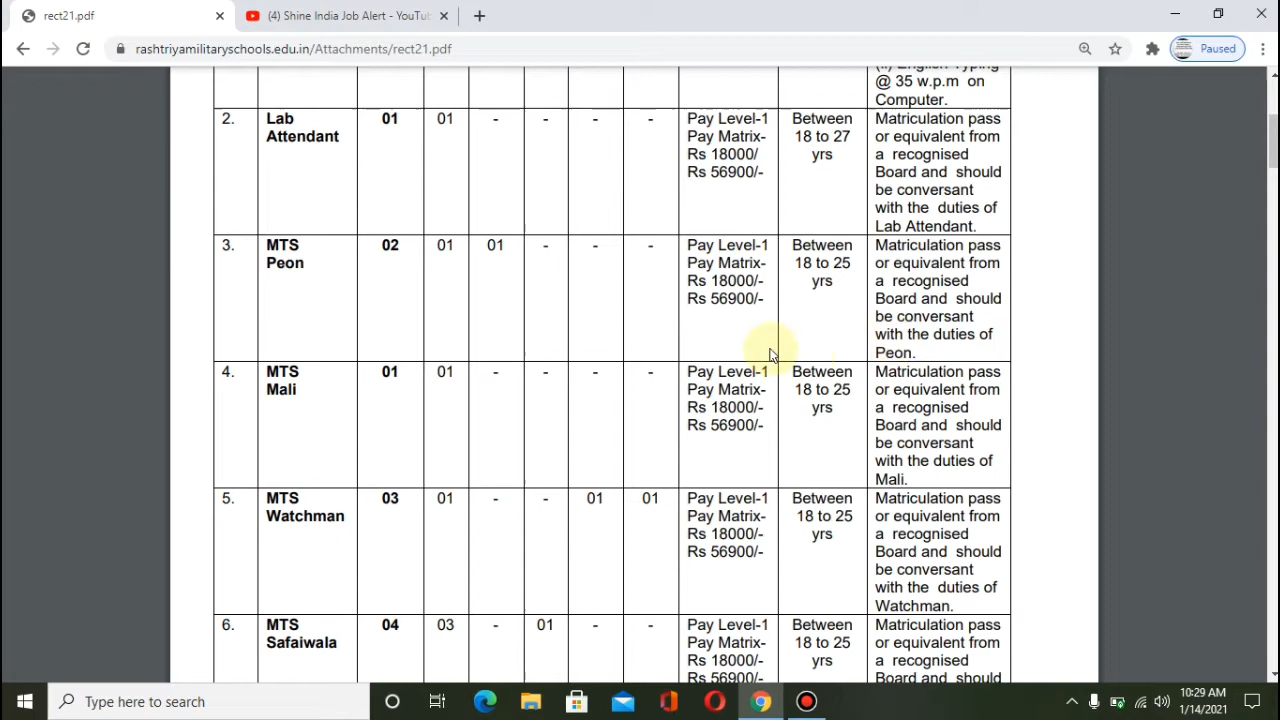 rect21.pdf
(4) Shine India Job Alert - YouTu
rashtriyamilitaryschools.edu.in/Attachments/rect21.pdf
Paused
(ii) English Typing
@ 35 w.p.m on
Computer.
2. Lab Attendant 01 01 - - - - Pay Level-1 Between Matriculation pass
Pay Matrix- 18 to 27 or equivalent from
Rs 18000/ yrs a recognised
Rs 56900/- Board and should
be conversant
with the duties of
Lab Attendant.
3. MTS Peon 02 01 01 - - - Pay Level-1 Between Matriculation pass
Pay Matrix- 18 to 25 or equivalent from
Rs 18000/- yrs a recognised
Rs 56900/- Board and should
be conversant
with the duties of
Peon.
4. MTS Mali 01 01 - - - - Pay Level-1 Between Matriculation pass
Pay Matrix- 18 to 25 or equivalent from
Rs 18000/- yrs a recognised
Rs 56900/- Board and should
be conversant
with the duties of
Mali.
5. MTS Watchman 03 01 - - 01 01 Pay Level-1 Between Matriculation pass
Pay Matrix- 18 to 25 or equivalent from
Rs 18000/- yrs a recognised
Rs 56900/- Board and should
be conversant
with the duties of
Watchman.
6. MTS Safaiwala 04 03 - 01 - - Pay Level-1 Between Matriculation pass
Pay Matrix- 18 to 25 or equivalent from
Rs 18000/- yrs a recognised
Rs 56900/- Board and should
Type here to search
10:29 AM
1/14/2021